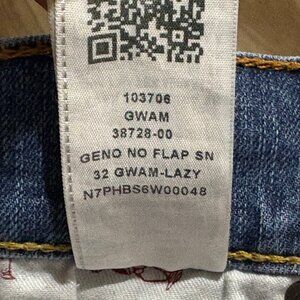 103706
GWAM
38728-00
GENO NO FLAP SN
32 GWAM-LAZY
N7PHBS6W00048